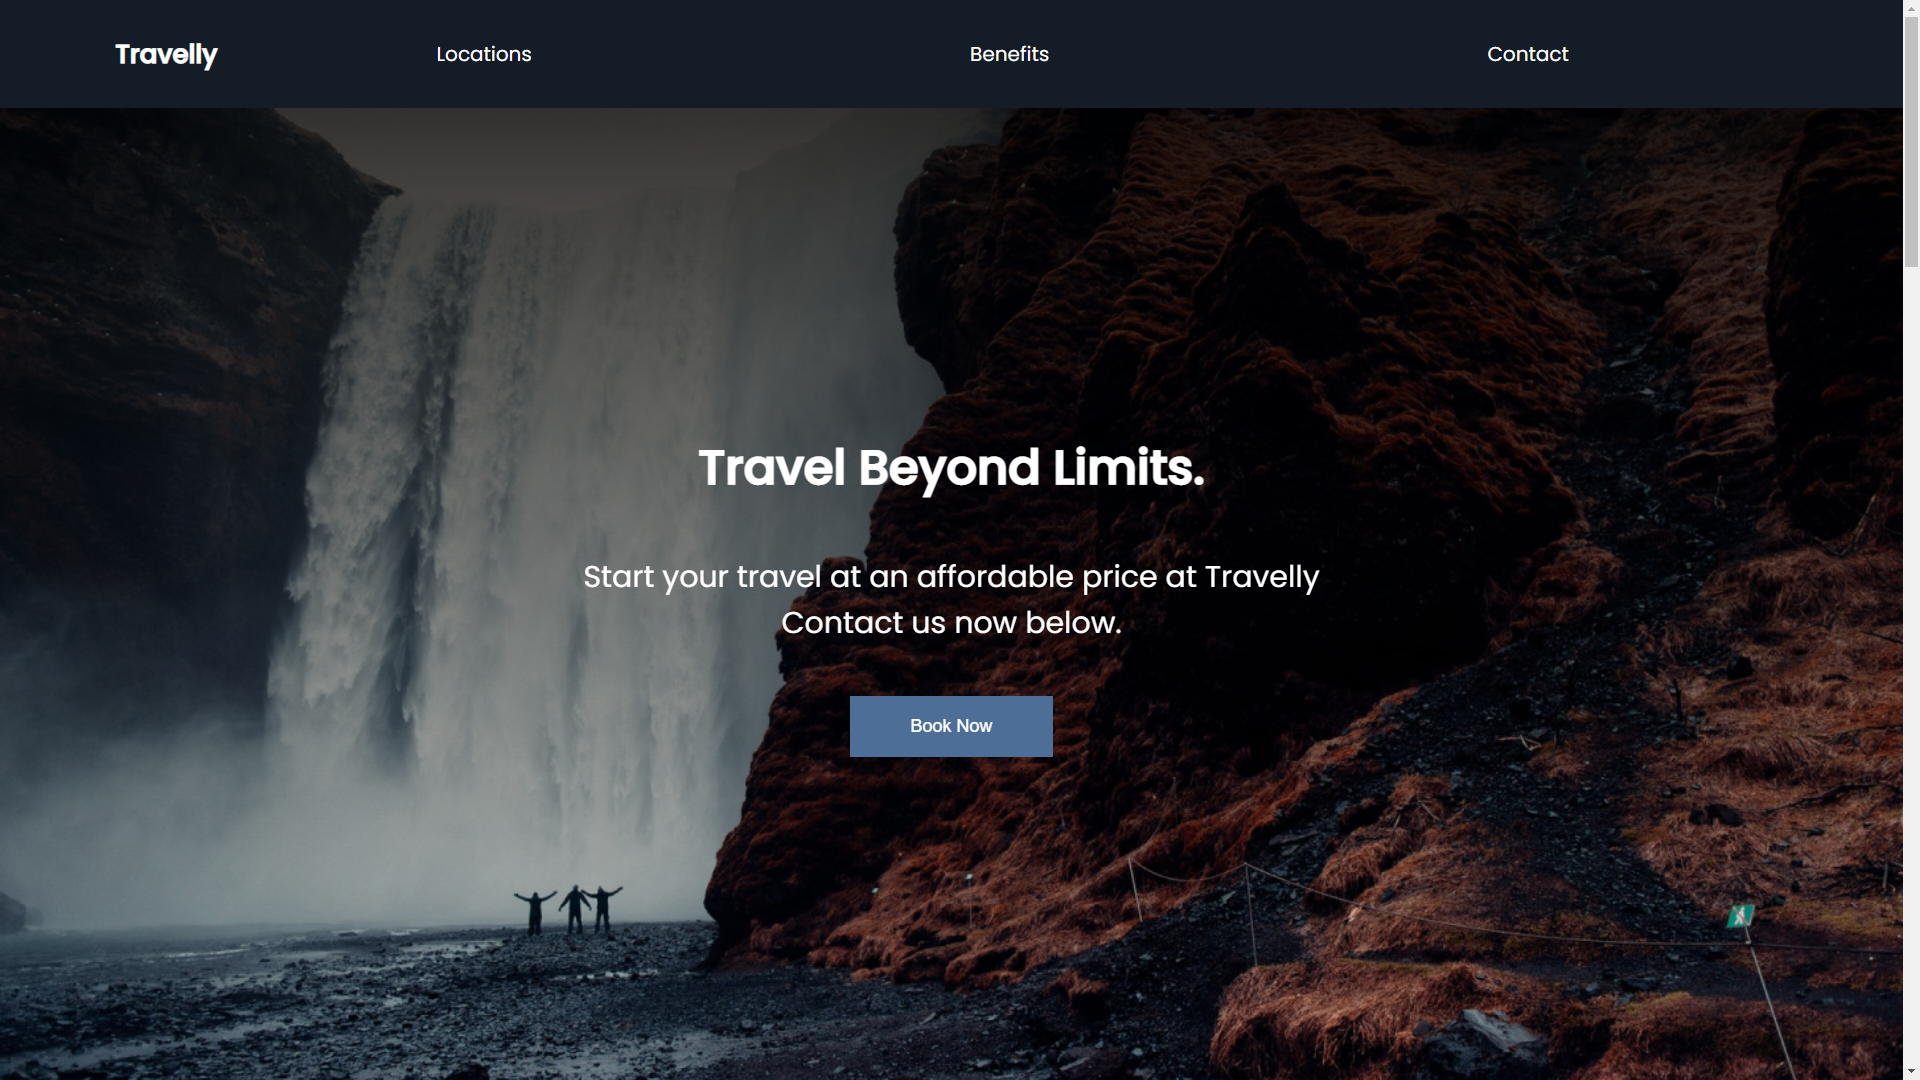 Travelly
Locations
Benefits
Contact
Travel Beyond Limits.
Start your travel at an affordable price at Travelly
Contact us now below.
Book Now